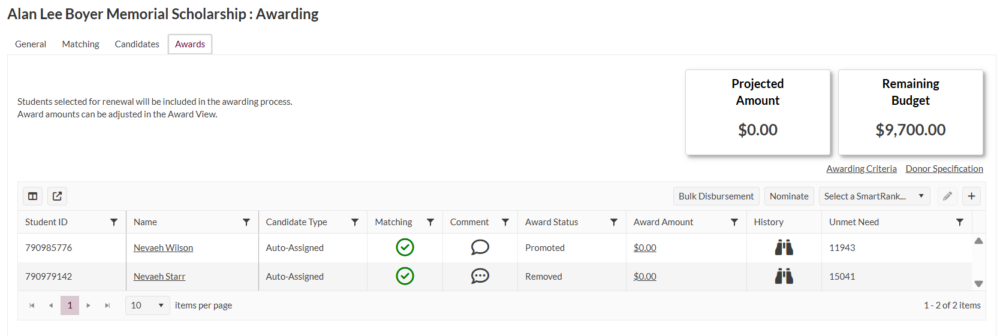 Alan Lee Boyer Memorial Scholarship : Awarding
General Matching Candidates Awards
Students selected for renewal will be included in the awarding process.
Award amounts can be adjusted in the Award View.
Projected
Amount
$0.00
Remaining
Budget
$9,700.00
Awarding Criteria Donor Specification
Bulk Disbursement Nominate Select a SmartRank...
Student ID Name Candidate Type Matching Comment Award Status Award Amount History Unmet Need
790985776 Nevaeh Wilson Auto-Assigned Promoted $0.00 11943
790979142 Nevaeh Starr Auto-Assigned Removed $0.00 15041
1 10 items per page 1 - 2 of 2 items